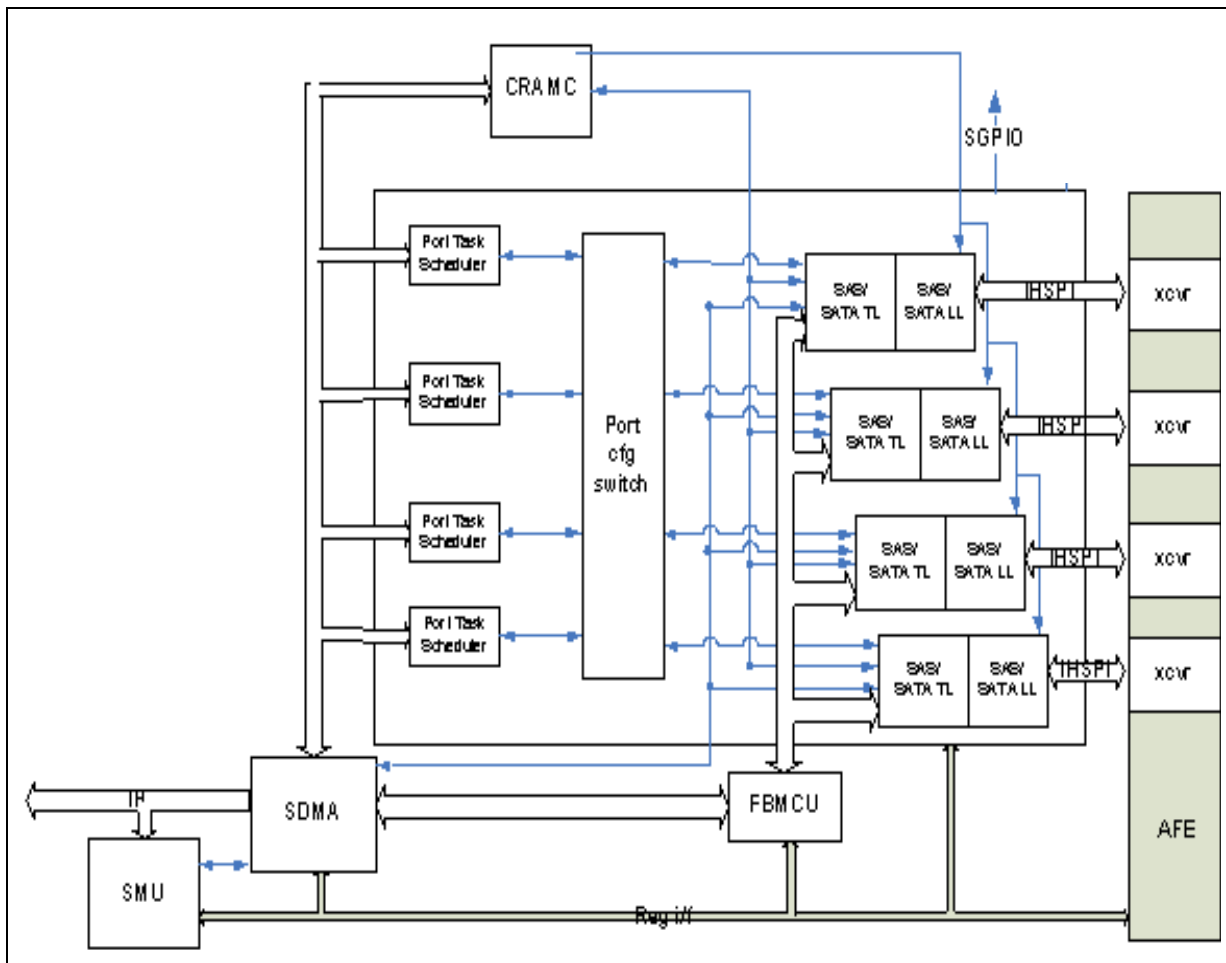 CRAMC
SGPIO
Port Task
Scheduler
SAS/
SATA TL
SAS/
SATA LL
IHSPI
xcvr
Port Task
Scheduler
SAS/
SATA TL
SAS/
SATA LL
IHSPI
xcvr
Port
cfg
switch
Port Task
Scheduler
SAS/
SATA TL
SAS/
SATA LL
IHSPI
xcvr
Port Task
Scheduler
SAS/
SATA TL
SAS/
SATA LL
IHSPI
xcvr
SDMA
FBMCU
AFE
SMU
Reg i/f